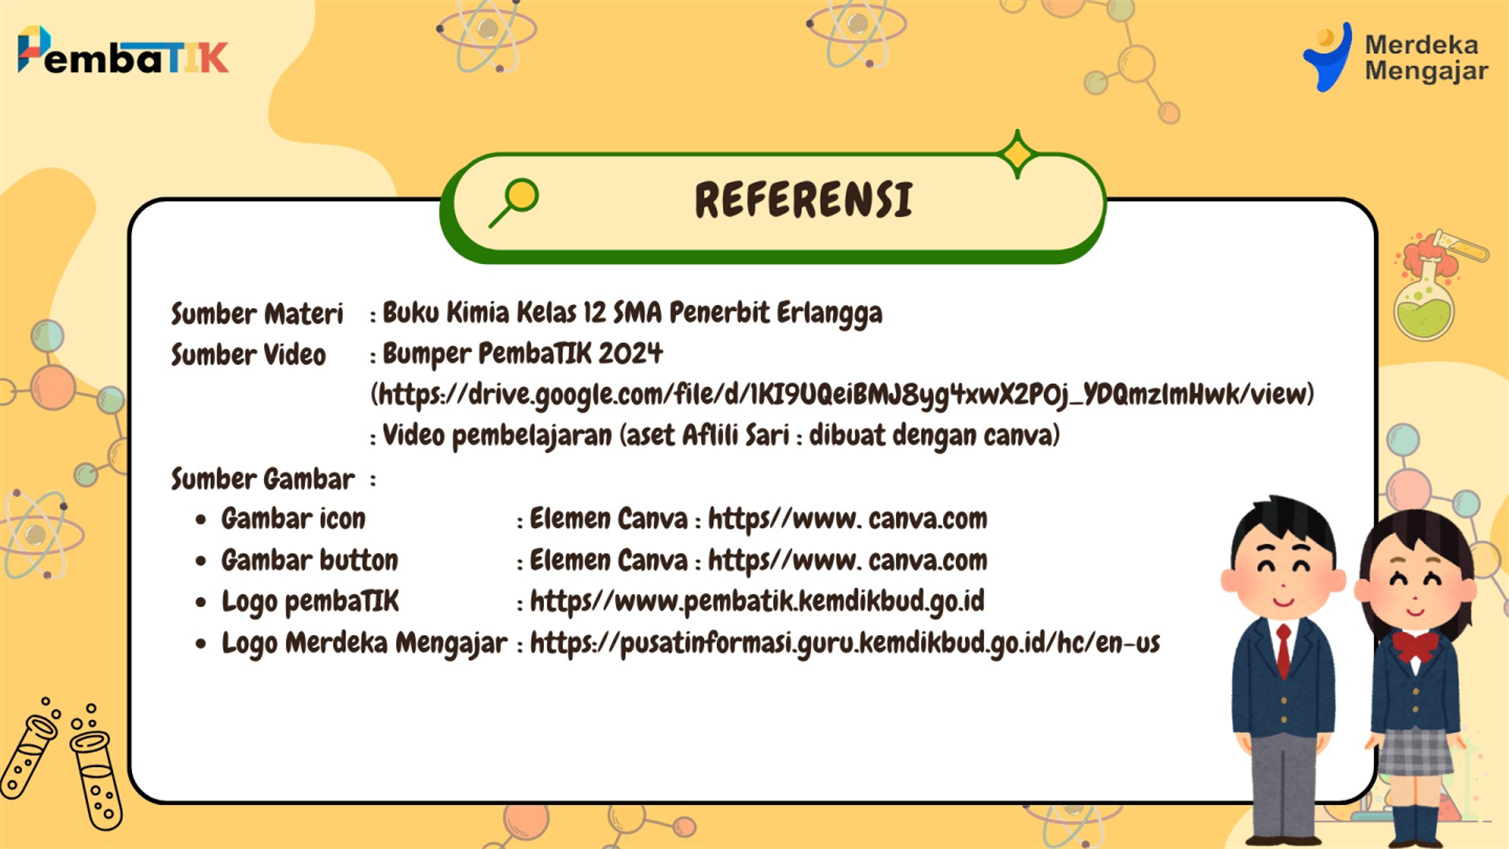 PembaTIK
Merdeka
Mengajar
REFERENSI
Sumber Materi : Buku Kimia Kelas 12 SMA Penerbit Erlangga
Sumber Video : Bumper PembaTIK 2024
(https://drive.google.com/file/d/1KI9UQeiBMJ8yg4xwX2POj_YDQmzlmHwk/view)
: Video pembelajaran (aset Aflili Sari : dibuat dengan canva)
Sumber Gambar :
• Gambar icon : Elemen Canva : https//www. canva.com
• Gambar button : Elemen Canva : https//www. canva.com
• Logo pembaTIK : https//www.pembatik.kemdikbud.go.id
• Logo Merdeka Mengajar : https://pusatinformasi.guru.kemdikbud.go.id/hc/en-us